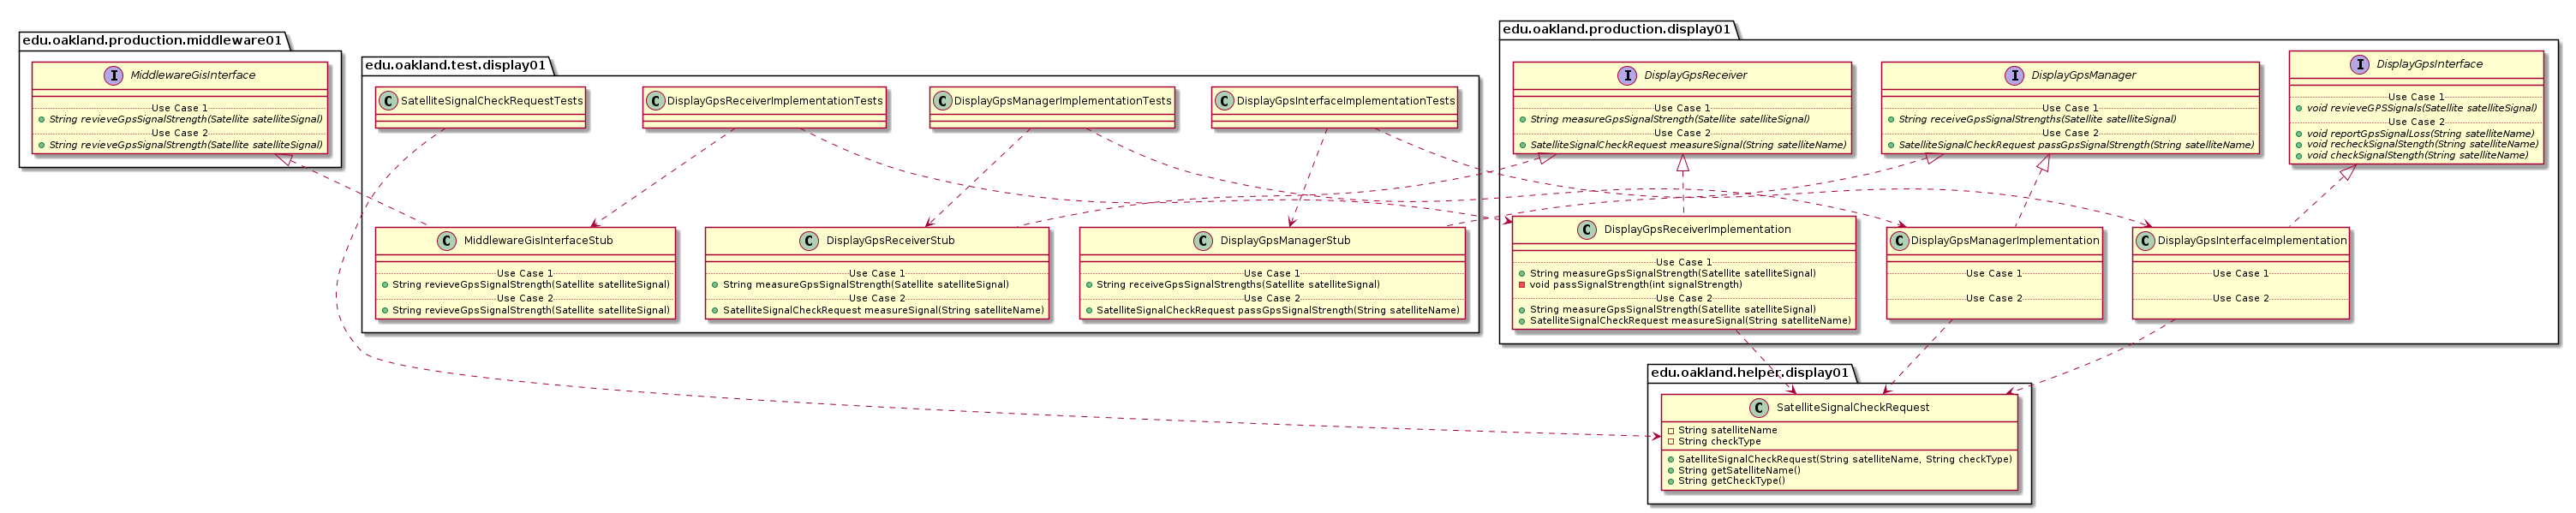 edu.oakland.production.middleware01
MiddlewareGisInterface
Use Case 1
String revieveGpsSignalStrength(Satellite satelliteSignal)
Use Case 2
String revieveGpsSignalStrength(Satellite satelliteSignal)
edu.oakland.test.display01
SatelliteSignalCheckRequestTests
DisplayGpsReceiverImplementationTests
DisplayGpsManagerImplementationTests
DisplayGpsInterfaceImplementationTests
MiddlewareGisInterfaceStub
Use Case 1
String revieveGpsSignalStrength(Satellite satelliteSignal)
Use Case 2
String revieveGpsSignalStrength(Satellite satelliteSignal)
DisplayGpsReceiverStub
Use Case 1
String measureGpsSignalStrength(Satellite satelliteSignal)
Use Case 2
SatelliteSignalCheckRequest measureSignal(String satelliteName)
DisplayGpsManagerStub
Use Case 1
String receiveGpsSignalStrengths(Satellite satelliteSignal)
Use Case 2
SatelliteSignalCheckRequest passGpsSignalStrength(String satelliteName)
edu.oakland.production.display01
DisplayGpsReceiver
Use Case 1
String measureGpsSignalStrength(Satellite satelliteSignal)
Use Case 2
SatelliteSignalCheckRequest measureSignal(String satelliteName)
DisplayGpsManager
Use Case 1
String receiveGpsSignalStrengths(Satellite satelliteSignal)
Use Case 2
SatelliteSignalCheckRequest passGpsSignalStrength(String satelliteName)
DisplayGpsInterface
Use Case 1
void revieveGPSSignals(Satellite satelliteSignal)
Use Case 2
void reportGpsSignalLoss(String satelliteName)
void recheckSignalStength(String satelliteName)
void checkSignalStength(String satelliteName)
DisplayGpsReceiverImplementation
Use Case 1
String measureGpsSignalStrength(Satellite satelliteSignal)
void passSignalStrength(int signalStrength)
Use Case 2
String measureGpsSignalStrength(Satellite satelliteSignal)
SatelliteSignalCheckRequest measureSignal(String satelliteName)
DisplayGpsManagerImplementation
Use Case 1
Use Case 2
DisplayGpsInterfaceImplementation
Use Case 1
Use Case 2
edu.oakland.helper.display01
SatelliteSignalCheckRequest
String satelliteName
String checkType
SatelliteSignalCheckRequest(String satelliteName, String checkType)
String getSatelliteName()
String getCheckType()